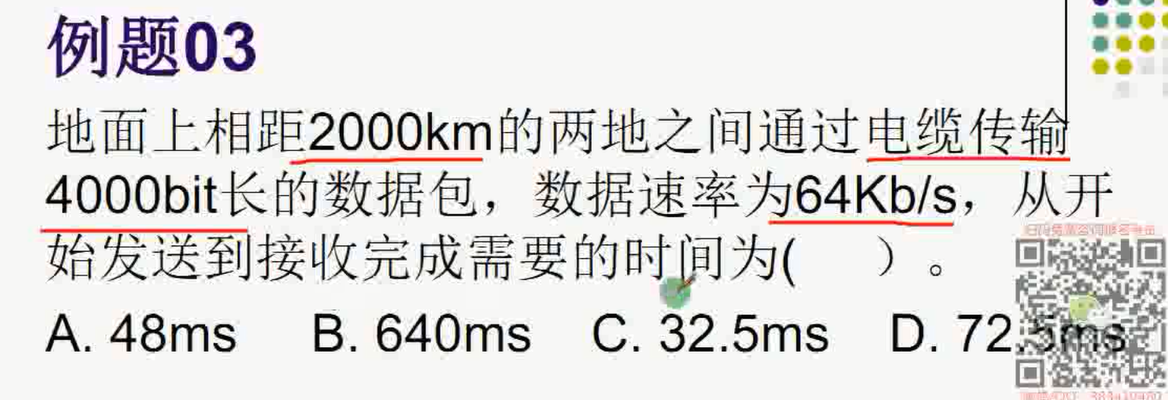 例题03
地面上相距2000km的两地之间通过电缆传输
4000bit长的数据包，数据速率为64Kb/s，从开
始发送到接收完成需要的时间为(　）。
A. 48ms B. 640ms C. 32.5ms D. 72.5ms